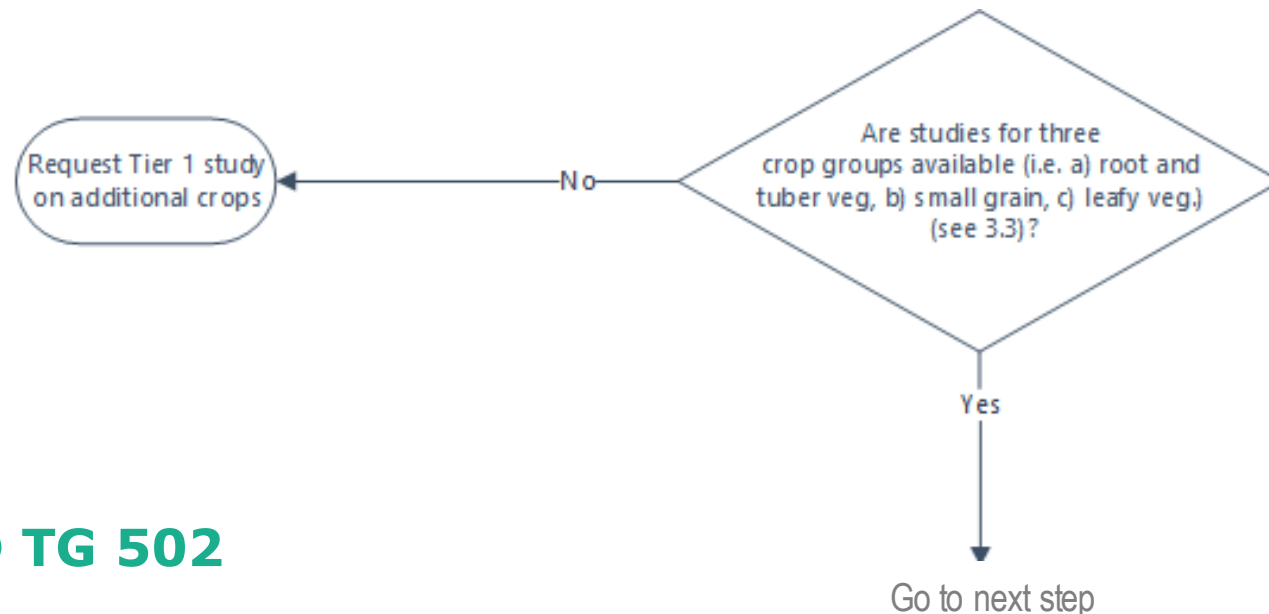 Request Tier 1 study
on additional crops
No
Are studies for three
crop groups available (i.e. a) root and
tuber veg, b) small grain, c) leafy veg.)
(see 3.3)?
Yes
TG 502
Go to next step